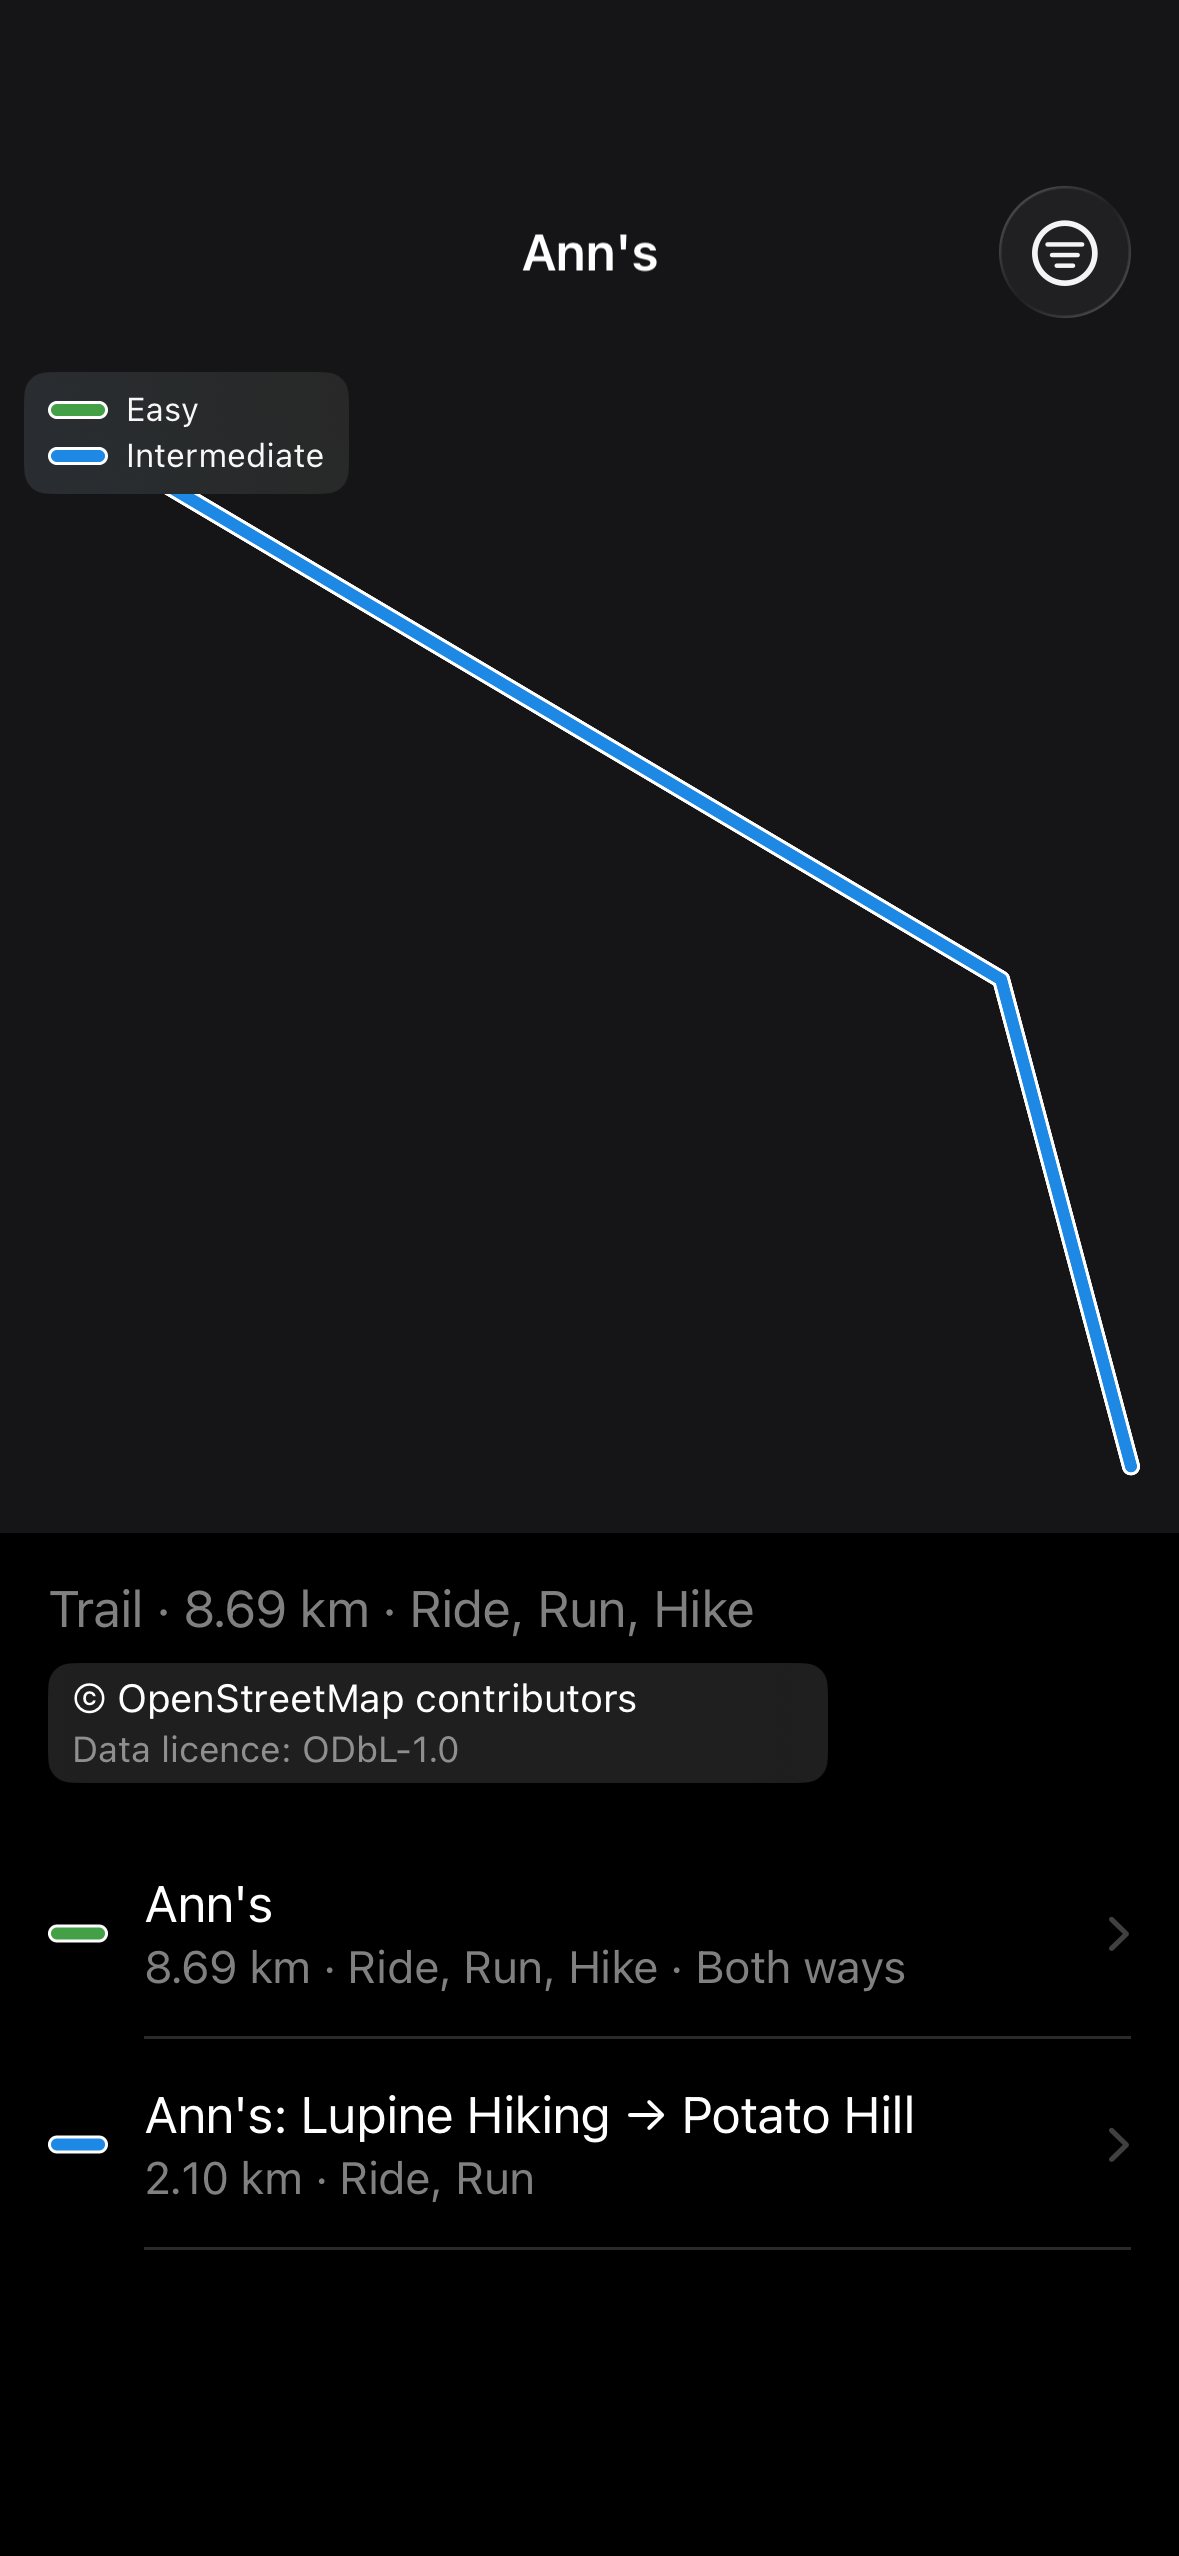 Ann's
Easy
Intermediate
Trail · 8.69 km · Ride, Run, Hike
© OpenStreetMap contributors
Data licence: ODbL-1.0
Ann's
8.69 km · Ride, Run, Hike · Both ways
Ann's: Lupine Hiking → Potato Hill
2.10 km · Ride, Run